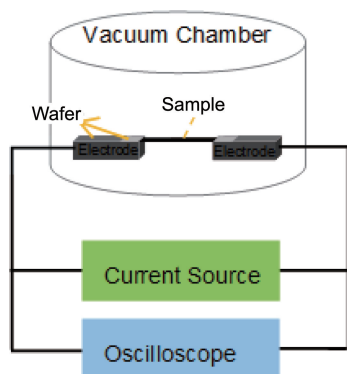 Vacuum Chamber
Sample
Wafer
Electrode
Electrode
Current Source
Oscilloscope